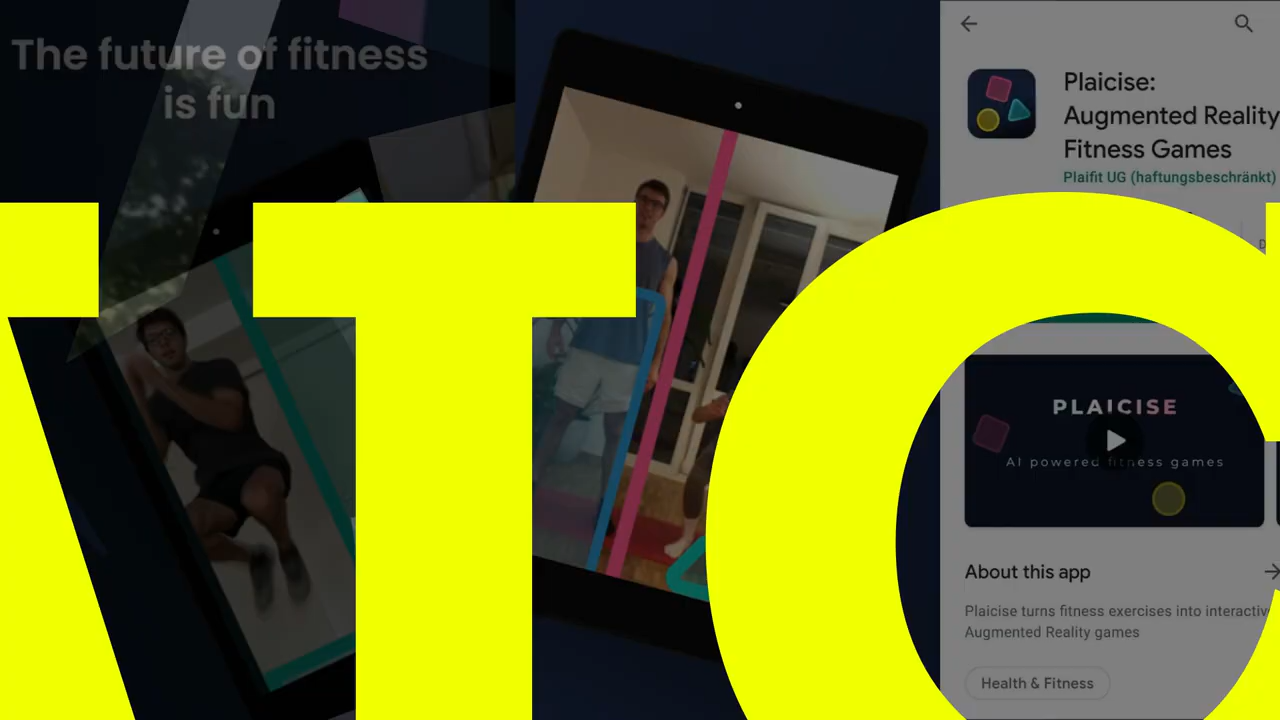 The future of fitness
is fun
Plaicise:
Augmented Reality
Fitness Games
Plaifit UG (haftungsbeschränkt)
TC
PLAICISE
AI powered fitness games
About this app
Plaicise turns fitness exercises into interactiv
Augmented Reality games
Health & Fitness